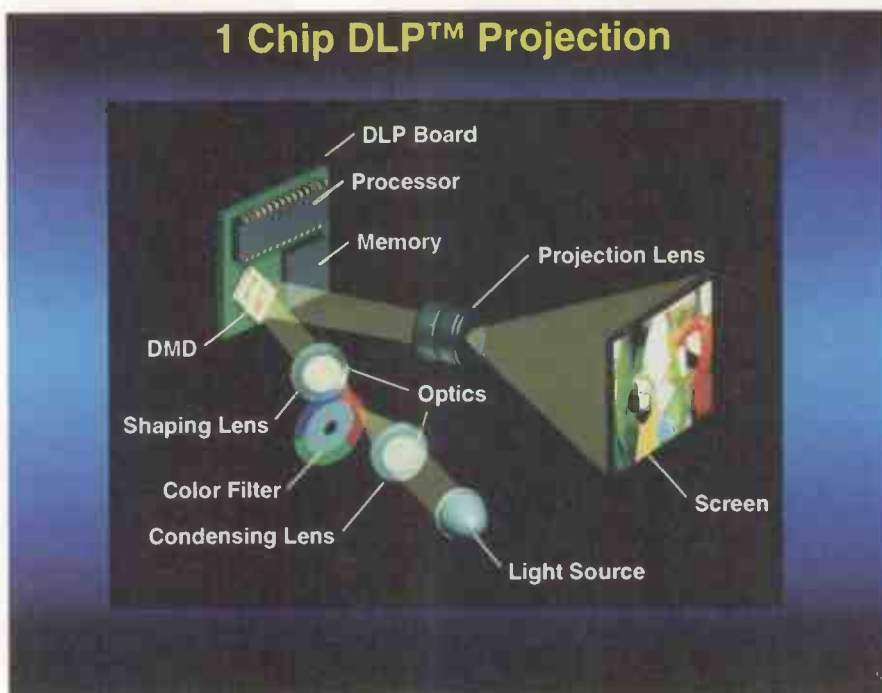 1 Chip DLP™ Projection
DLP Board
Processor
Memory
Projection Lens
DMD
Optics
Shaping Lens
Color Filter
Condensing Lens
Screen
Light Source